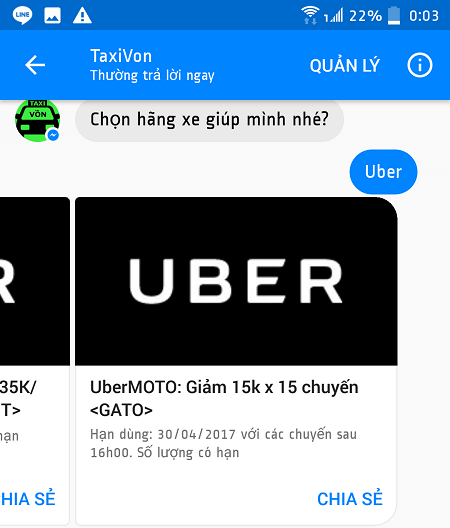 LINE
22% 0:03
TaxiVon
Thường trả lời ngay
QUẢN LÝ
TAXI
VỒN
Chọn hãng xe giúp mình nhé?
Uber
R
UBER
35K/
T>
hạn
HIA SẺ
UberMOTO: Giảm 15k x 15 chuyến
<GATO>
Hạn dùng: 30/04/2017 với các chuyến sau
16h00. Số lượng có hạn
CHIA SẺ